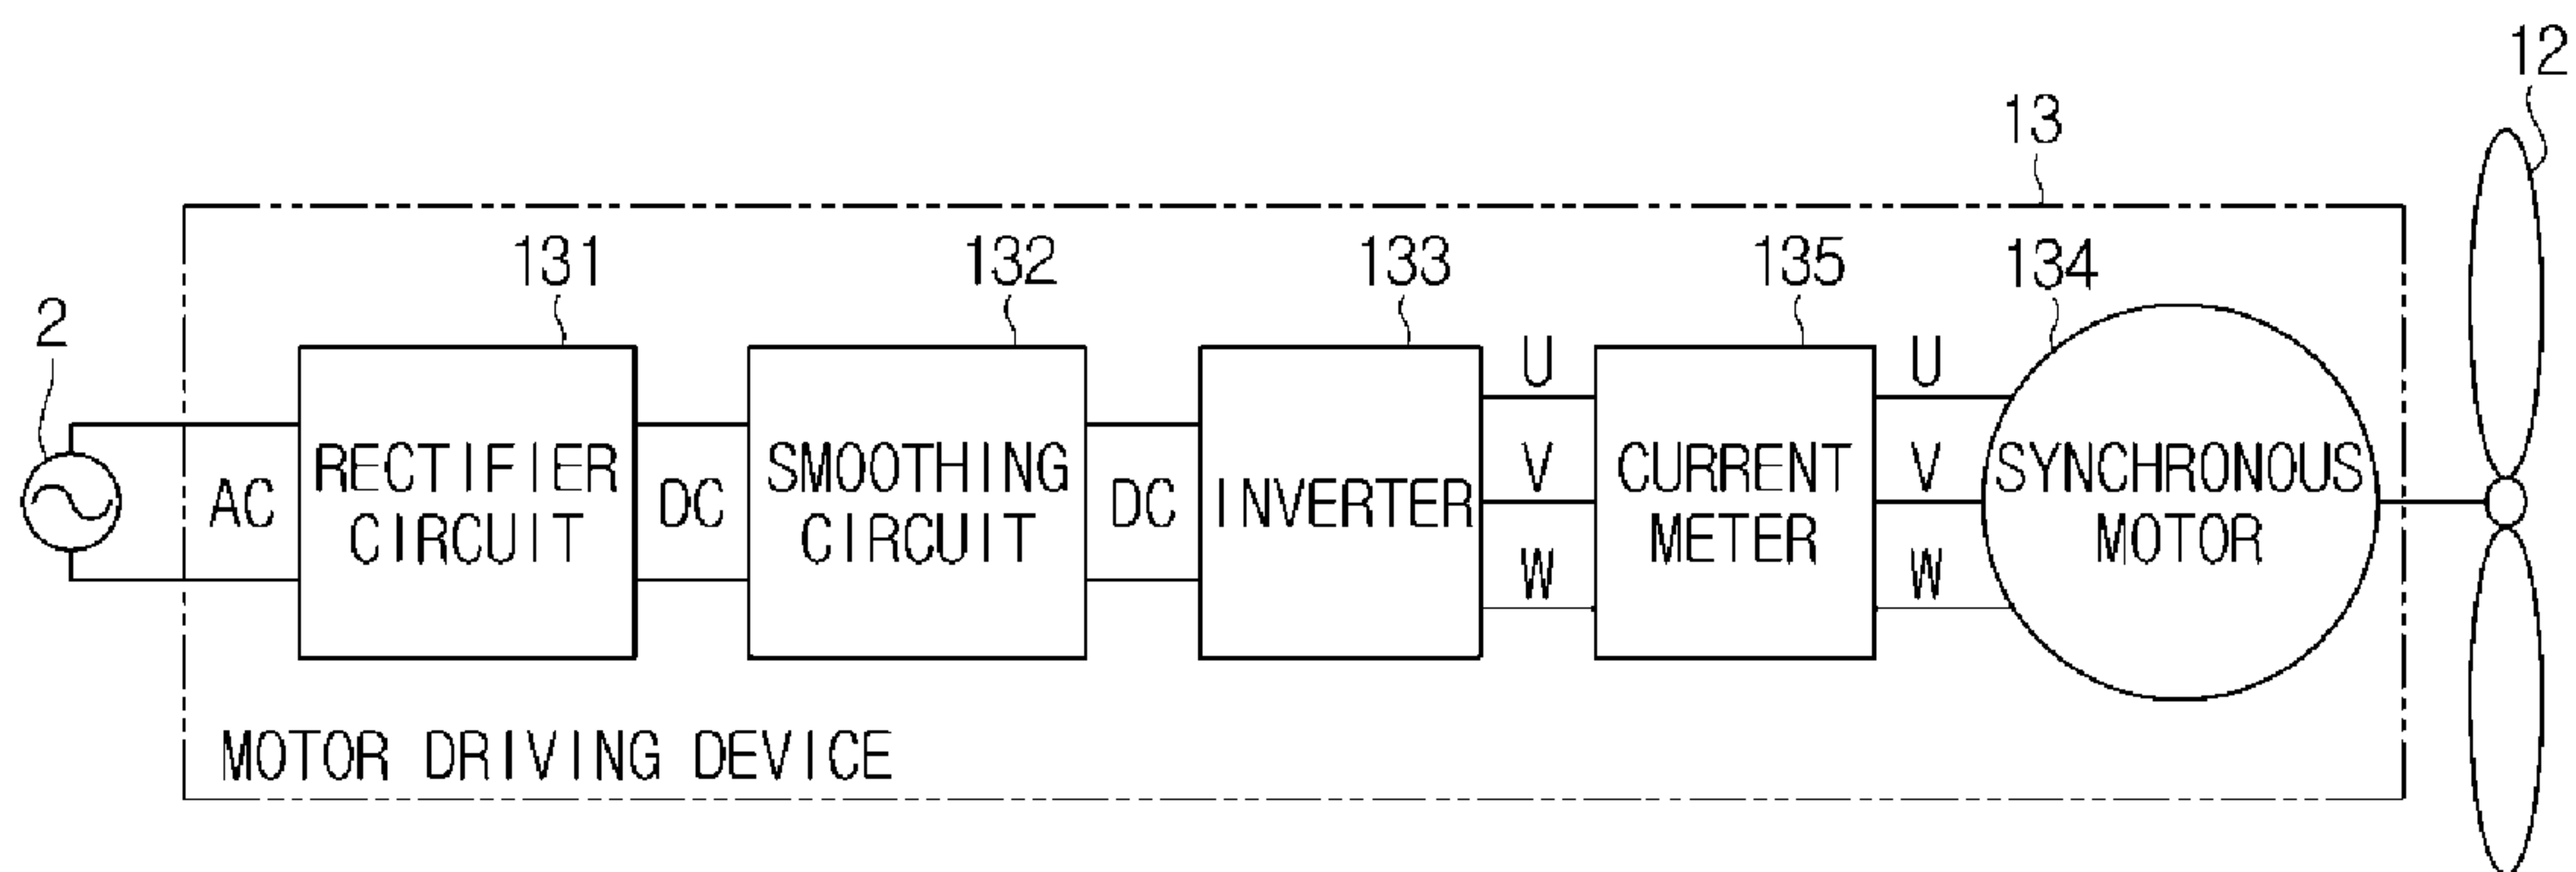 12
13
131
132
133
135
134
2
U
U
AC
RECTIFIER
CIRCUIT
DC
SMOOTHING
CIRCUIT
DC
INVERTER
V
CURRENT
METER
V
SYNCHRONOUS
MOTOR
W
W
MOTOR DRIVING DEVICE